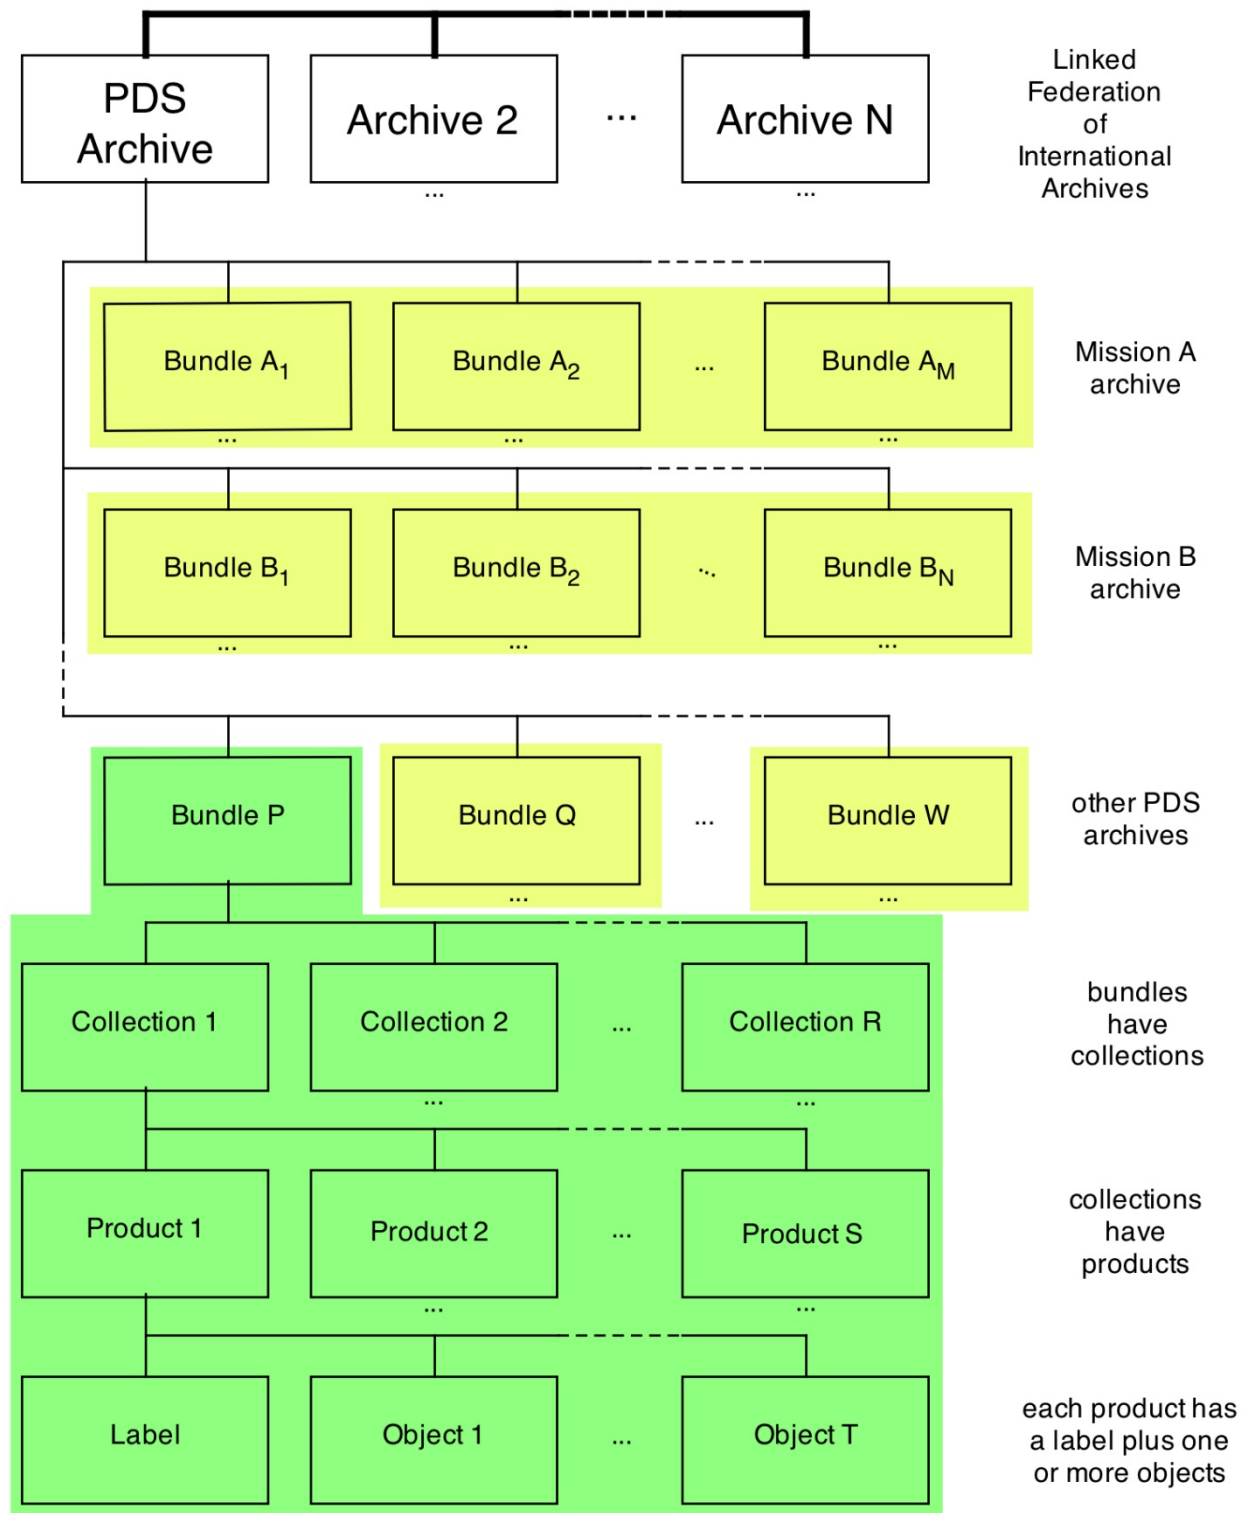 PDS
Archive
Archive 2
...
Archive N
Linked
Federation
of
International
Archives
...
...
Bundle A1
Bundle A2
...
Bundle AM
Mission A
archive
...
...
...
Bundle B1
Bundle B2
...
Bundle BN
Mission B
archive
...
...
...
Bundle P
Bundle Q
...
Bundle W
other PDS
archives
...
...
Collection 1
Collection 2
...
Collection R
bundles
have
collections
...
...
Product 1
Product 2
...
Product S
collections
have
products
...
...
Label
Object 1
...
Object T
each product has
a label plus one
or more objects